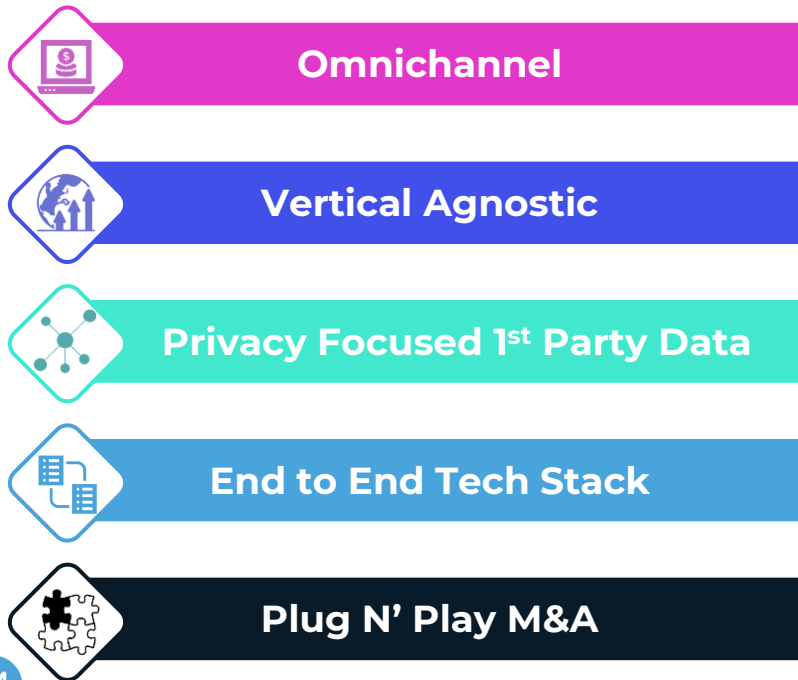 Omnichannel
Vertical Agnostic
Privacy Focused 1st Party Data
End to End Tech Stack
Plug N’ Play M&A